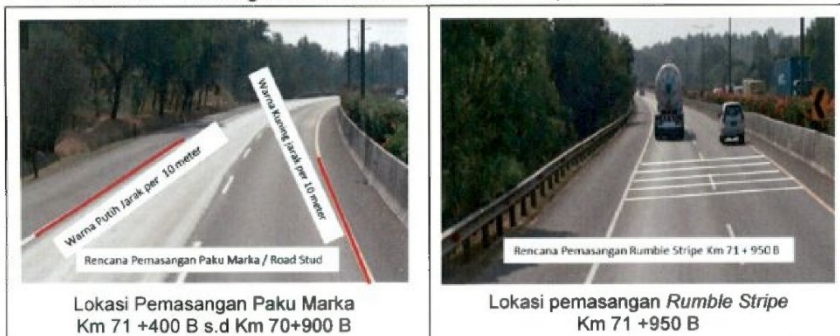 Warna Putih Jarak per 10 meter
Warna Kuning jarak per 10 meter
Rencana Pemasangan Paku Marka / Road Stud
Lokasi Pemasangan Paku Marka
Km 71 +400 B s.d Km 70+900 B
Rencana Pemasangan Rumble Stripe Km 71 + 950 B
Lokasi pemasangan Rumble Stripe
Km 71 +950 B